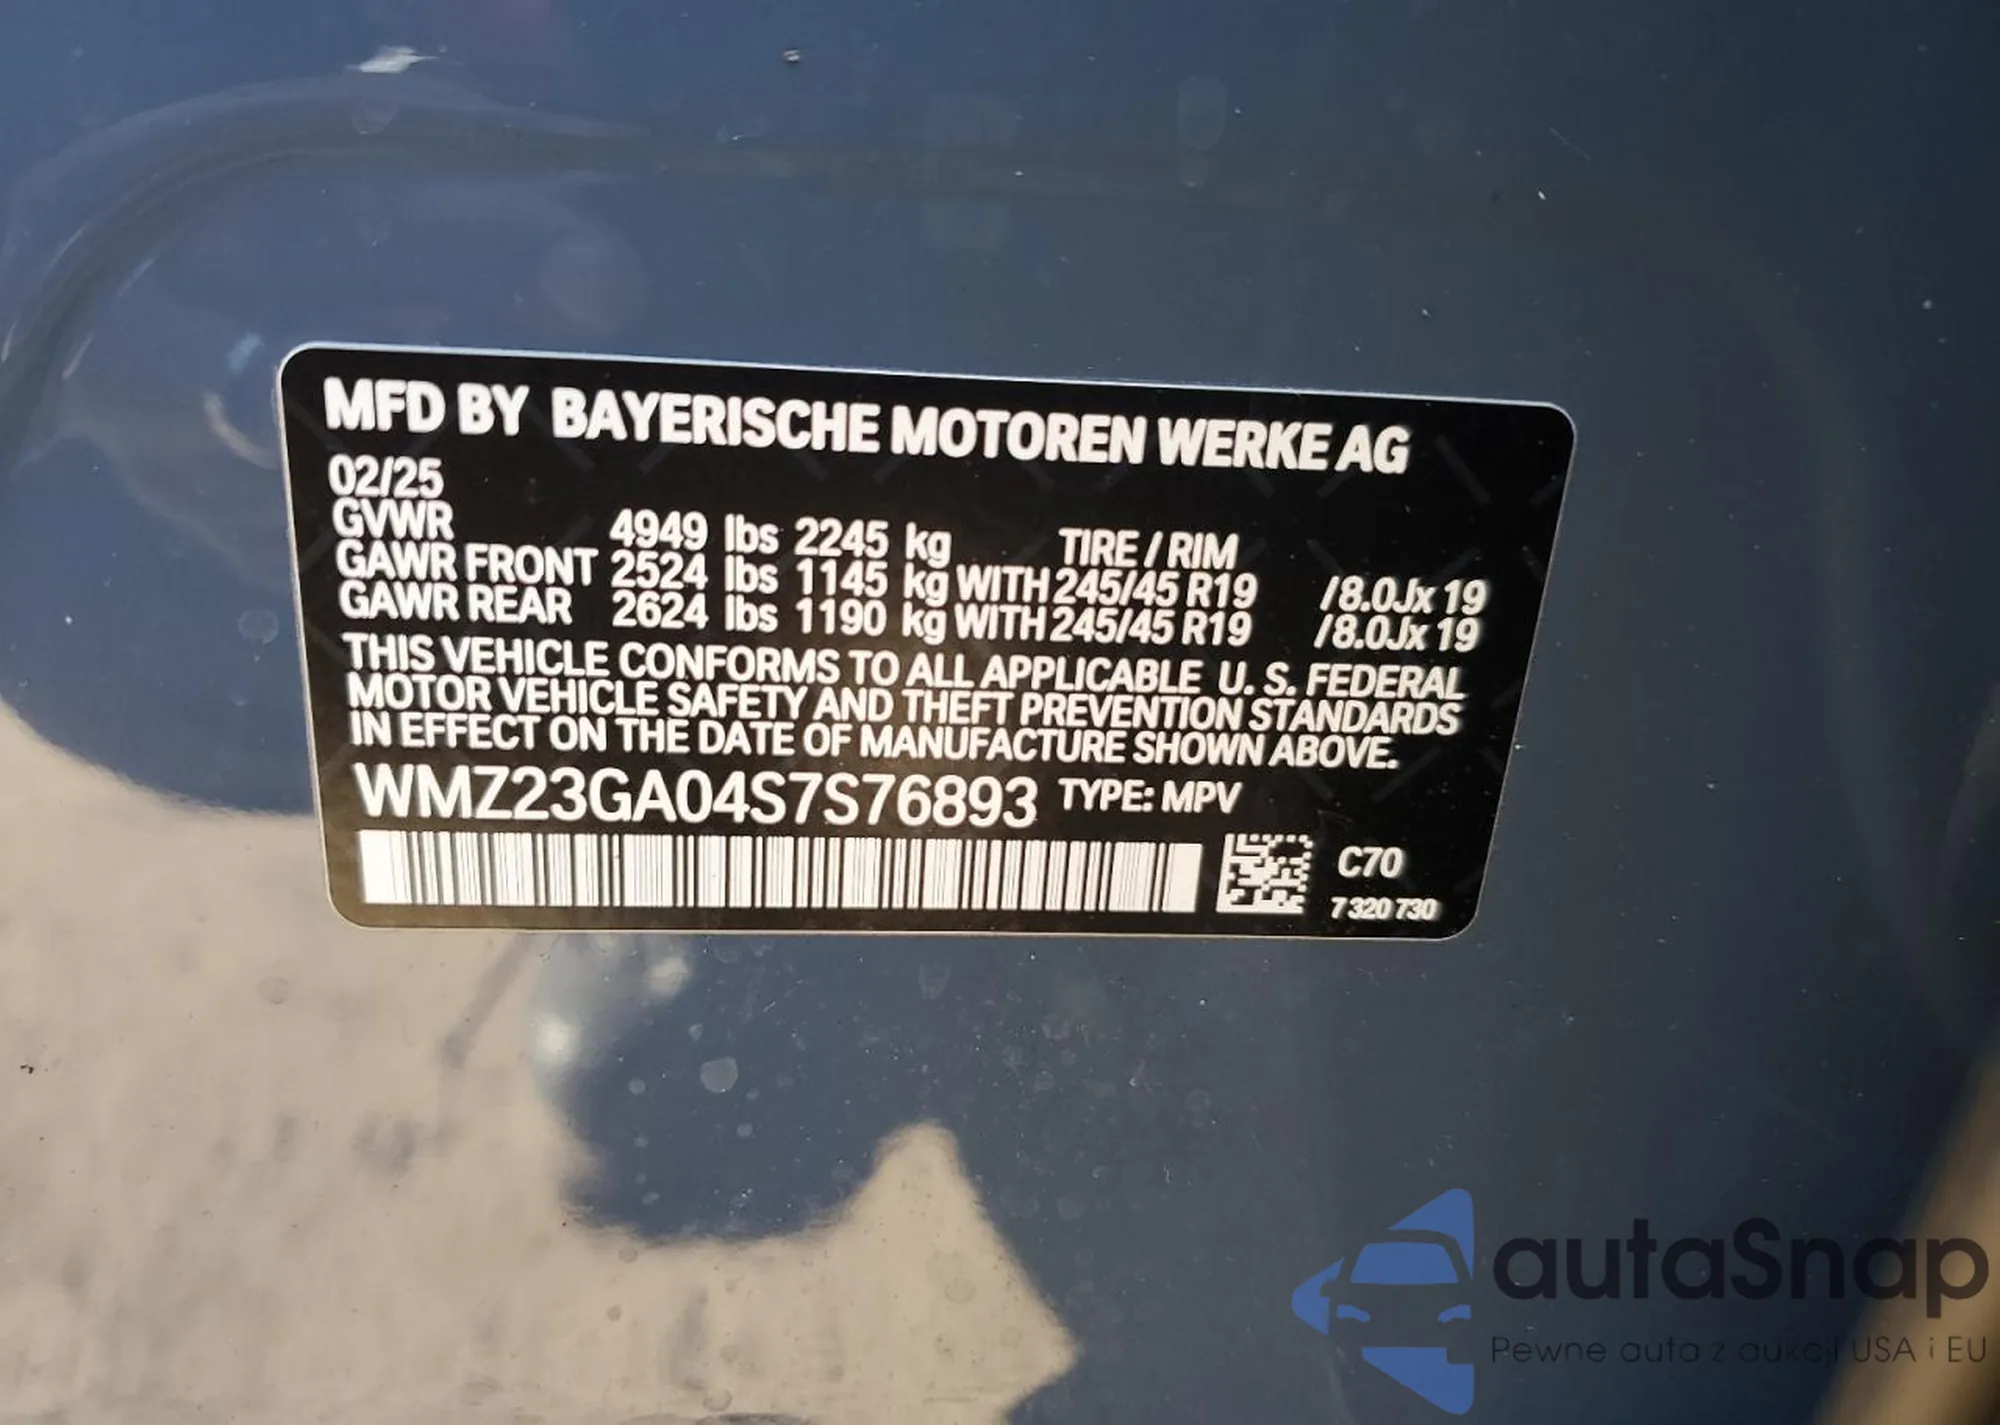 MFD BY BAYERISCHE MOTOREN WERKE AG
02/25
GVWR 4949 lbs 2245 kg TIRE / RIM
GAWR FRONT 2524 lbs 1145 kg WITH 245/45 R19 /8.0Jx 19
GAWR REAR 2624 lbs 1190 kg WITH 245/45 R19 /8.0Jx 19
THIS VEHICLE CONFORMS TO ALL APPLICABLE U. S. FEDERAL
MOTOR VEHICLE SAFETY AND THEFT PREVENTION STANDARDS
IN EFFECT ON THE DATE OF MANUFACTURE SHOWN ABOVE.
WMZ23GA04S7S76893 TYPE: MPV
C70
7 320 730
autaSnap
Pewne auta z aukcji USA i EU